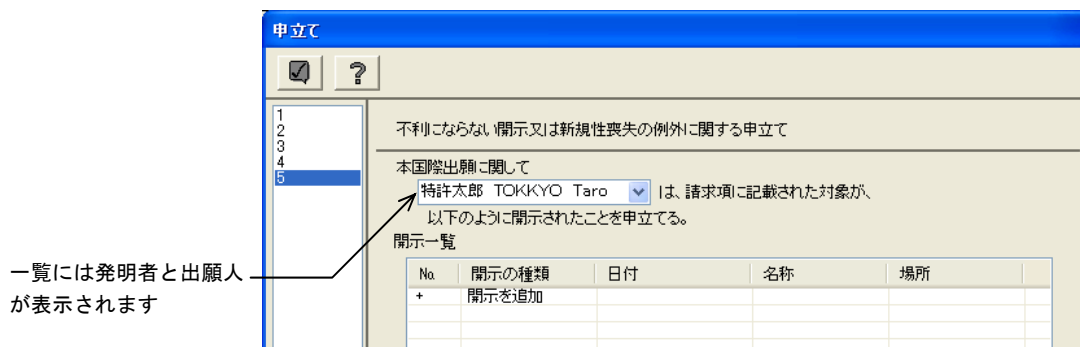 申立て
1
2
3
4
5
不利にならない開示又は新規性喪失の例外に関する申立て
本国際出願に関して
特許太郎 TOKKYO Taro は、請求項に記載された対象が、
以下のように開示されたことを申立てる。
開示一覧
No. 開示の種類 日付 名称 場所
+ 開示を追加
一覧には発明者と出願人
が表示されます